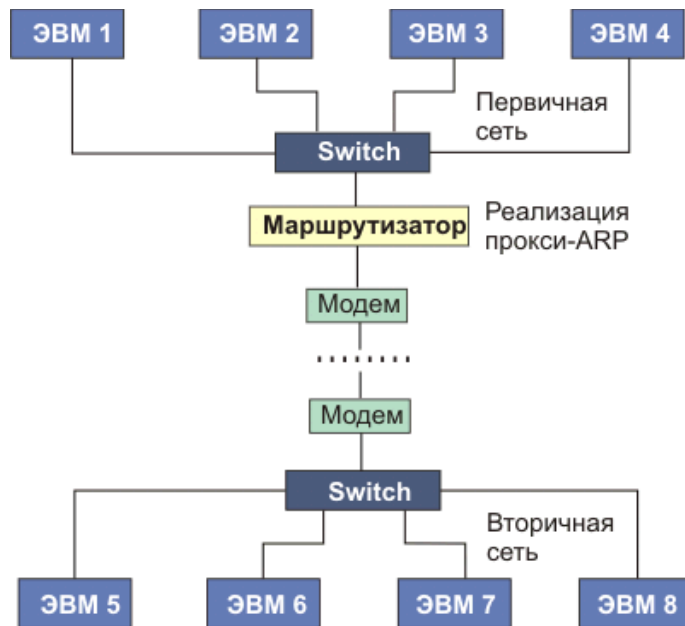 ЭВМ 1
ЭВМ 2
ЭВМ 3
ЭВМ 4
Первичная
сеть
Switch
Маршрутизатор
Реализация
прокси-ARP
Модем
Модем
Switch
Вторичная
сеть
ЭВМ 5
ЭВМ 6
ЭВМ 7
ЭВМ 8